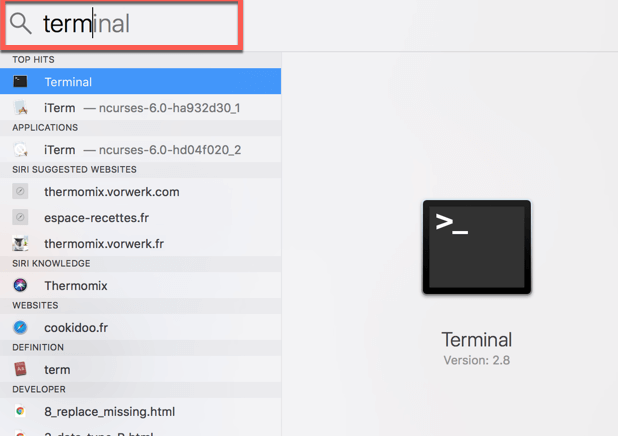 terminal
TOP HITS
Terminal
iTerm — ncurses-6.0-ha932d30_1
APPLICATIONS
iTerm — ncurses-6.0-hd04f020_2
SIRI SUGGESTED WEBSITES
thermomix.vorwerk.com
espace-recettes.fr
thermomix.vorwerk.fr
SIRI KNOWLEDGE
Thermomix
WEBSITES
cookidoo.fr
DEFINITION
term
DEVELOPER
8_replace_missing.html
>_
Terminal
Version: 2.8